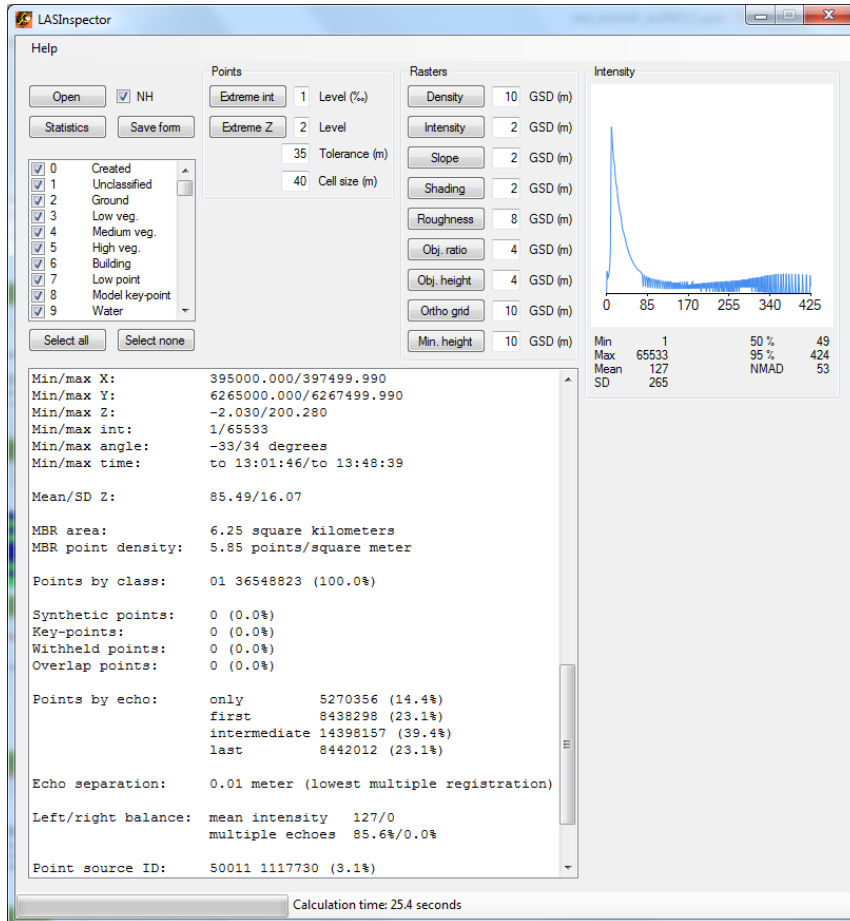 LASInspector
Help
Open NH
Statistics Save form
0 Created
1 Unclassified
2 Ground
3 Low veg.
4 Medium veg.
5 High veg.
6 Building
7 Low point
8 Model key-point
9 Water
Select all Select none
Points
Extreme int 1 Level (‰)
Extreme Z 2 Level
35 Tolerance (m)
40 Cell size (m)
Rasters
Density 10 GSD (m)
Intensity 2 GSD (m)
Slope 2 GSD (m)
Shading 2 GSD (m)
Roughness 8 GSD (m)
Obj. ratio 4 GSD (m)
Obj. height 4 GSD (m)
Ortho grid 10 GSD (m)
Min. height 10 GSD (m)
Intensity
0 85 170 255 340 425
Min 1 50 % 49
Max 65533 95 % 424
Mean 127 NMAD 53
SD 265
Min/max X: 395000.000/397499.990
Min/max Y: 6265000.000/6267499.990
Min/max Z: -2.030/200.280
Min/max int: 1/65533
Min/max angle: -33/34 degrees
Min/max time: to 13:01:46/to 13:48:39
Mean/SD Z: 85.49/16.07
MBR area: 6.25 square kilometers
MBR point density: 5.85 points/square meter
Points by class: 01 36548823 (100.0%)
Synthetic points: 0 (0.0%)
Key-points: 0 (0.0%)
Withheld points: 0 (0.0%)
Overlap points: 0 (0.0%)
Points by echo: only 5270356 (14.4%)
first 8438298 (23.1%)
intermediate 14398157 (39.4%)
last 8442012 (23.1%)
Echo separation: 0.01 meter (lowest multiple registration)
Left/right balance: mean intensity 127/0
multiple echoes 85.6%/0.0%
Point source ID: 50011 1117730 (3.1%)
Calculation time: 25.4 seconds